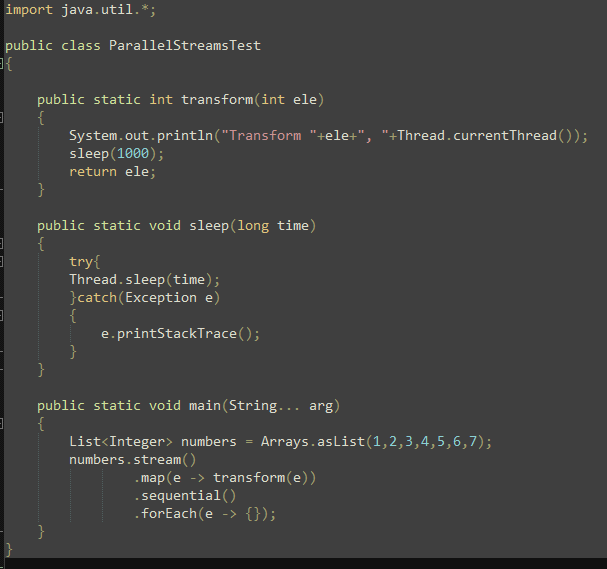 import java.util.*;
public class ParallelStreamsTest
{
public static int transform(int ele)
{
System.out.println("Transform "+ele+", "+Thread.currentThread());
sleep(1000);
return ele;
}
public static void sleep(long time)
{
try{
Thread.sleep(time);
}catch(Exception e)
{
e.printStackTrace();
}
}
public static void main(String... arg)
{
List<Integer> numbers = Arrays.asList(1,2,3,4,5,6,7);
numbers.stream()
.map(e -> transform(e))
.sequential()
.forEach(e -> {});
}
}